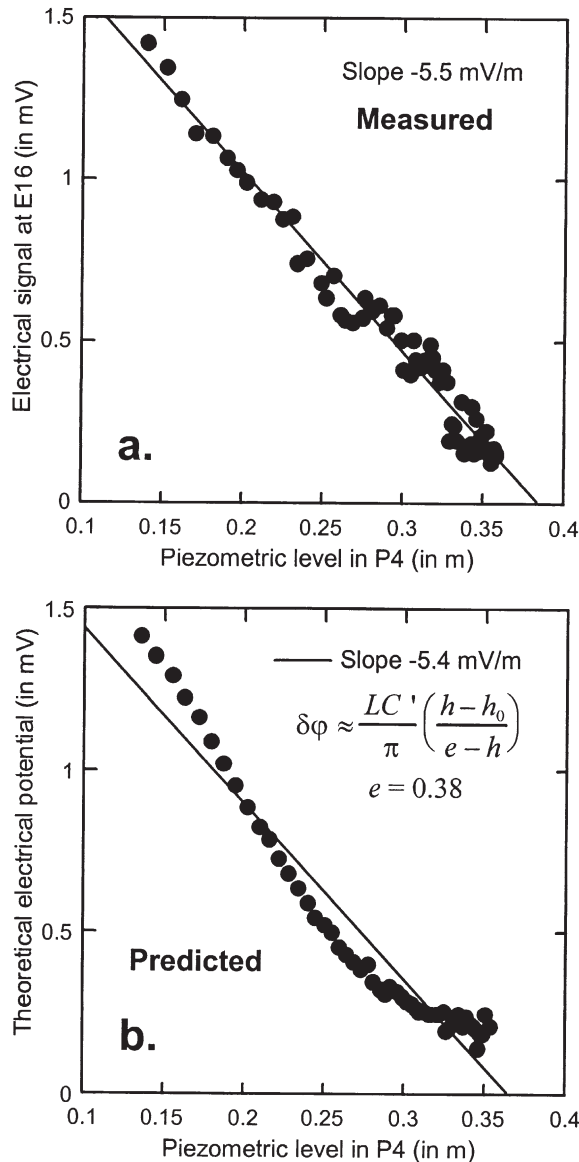 1.5
Slope -5.5 mV/m
Measured
Electrical signal at E16 (in mV)
1
0.5
a.
0
0.1 0.15 0.2 0.25 0.3 0.35 0.4
Piezometric level in P4 (in m)
1.5
Slope -5.4 mV/m
δφ ≈ LC '/π (h – h₀/e – h)
e = 0.38
Theoretical electrical potential (in mV)
1
0.5
Predicted
b.
0
0.1 0.15 0.2 0.25 0.3 0.35 0.4
Piezometric level in P4 (in m)